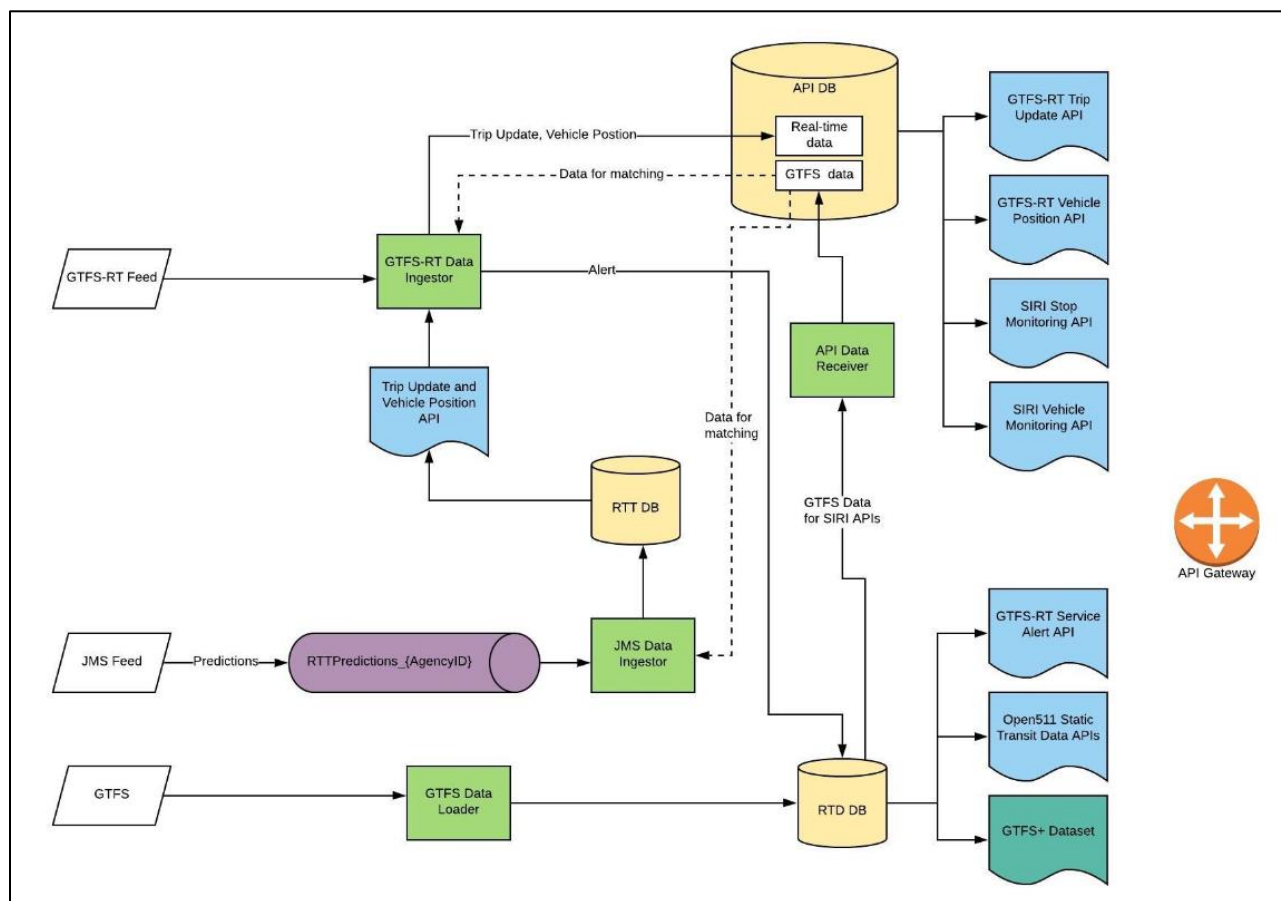 API DB
Real-time
data
GTFS data
GTFS-RT Trip
Update API
Trip Update, Vehicle Postion
Data for matching
GTFS-RT Vehicle
Position API
GTFS-RT Feed
GTFS-RT Data
Ingestor
Alert
SIRI Stop
Monitoring API
API Data
Receiver
Trip Update and
Vehicle Position
API
SIRI Vehicle
Monitoring API
Data for
matching
RTT DB
GTFS Data
for SIRI APIs
API Gateway
JMS Feed
Predictions
RTTPredictions_{AgencyID}
JMS Data
Ingestor
GTFS-RT Service
Alert API
Open511 Static
Transit Data APIs
GTFS
GTFS Data
Loader
RTD DB
GTFS+ Dataset